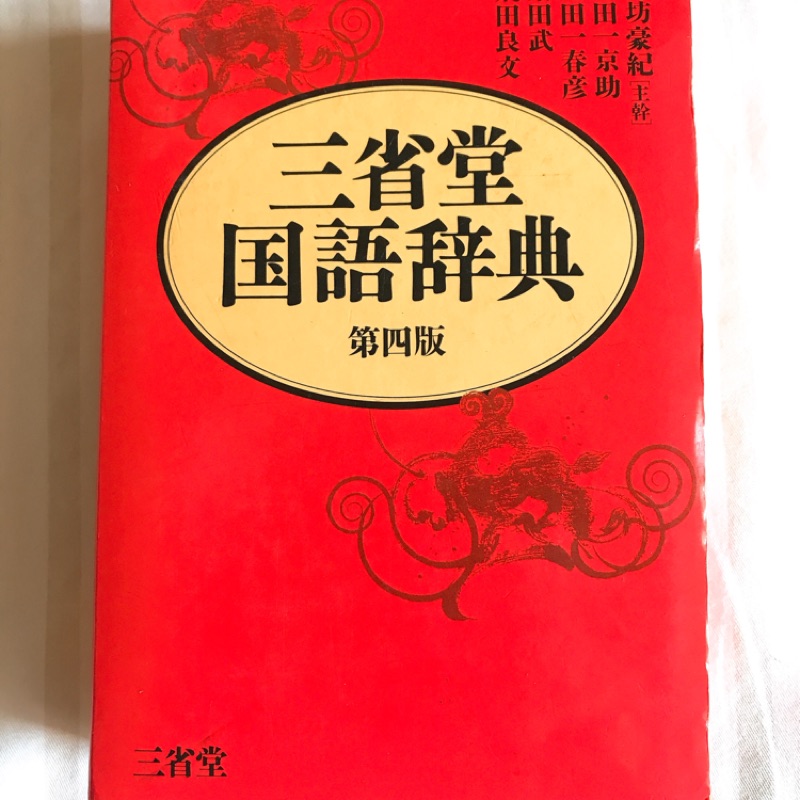 坊豪紀［主幹］
田一京助
田一春彦
田武
田良文
三省堂
国語辞典
第四版
三省堂